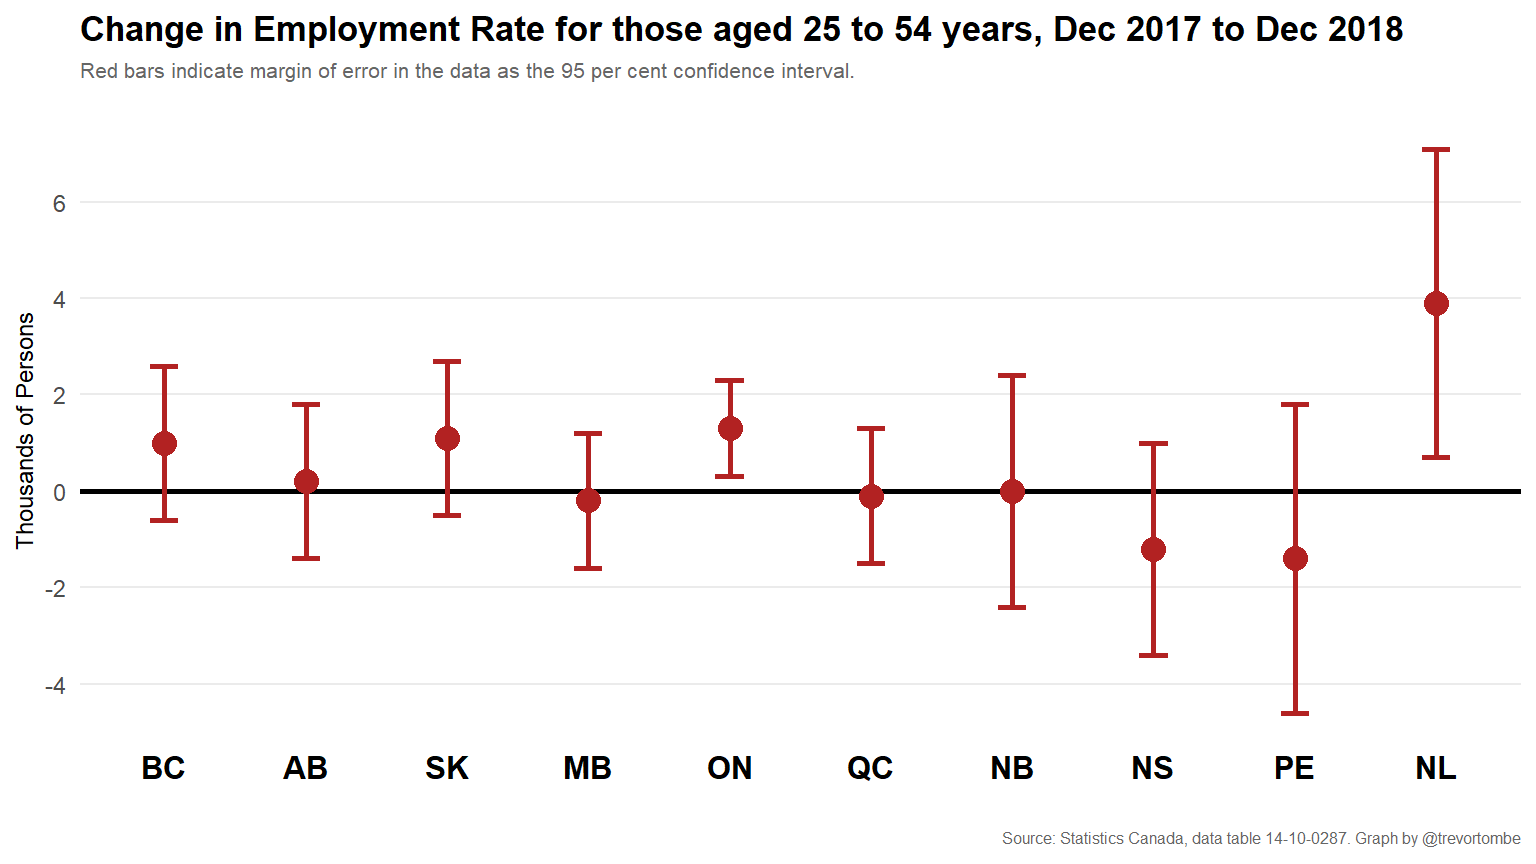 Change in Employment Rate for those aged 25 to 54 years, Dec 2017 to Dec 2018
Red bars indicate margin of error in the data as the 95 per cent confidence interval.
Thousands of Persons
6
4
2
0
-2
-4
BC AB SK MB ON QC NB NS PE NL
Source: Statistics Canada, data table 14-10-0287. Graph by @trevortombe